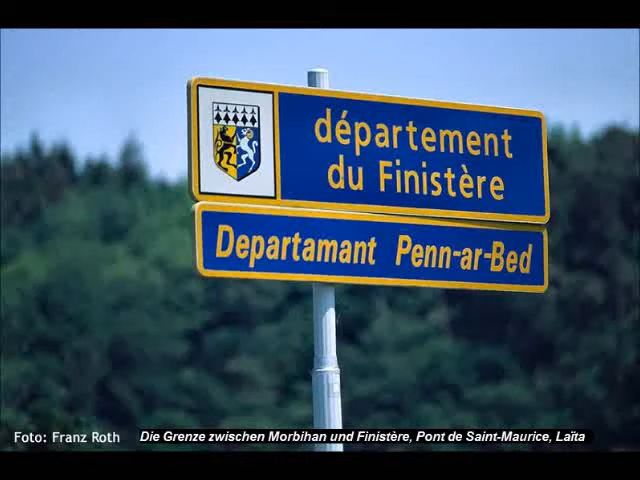 département
du Finistère
Departamant Penn-ar-Bed
Foto: Franz Roth Die Grenze zwischen Morbihan und Finistère, Pont de Saint-Maurice, Laïta